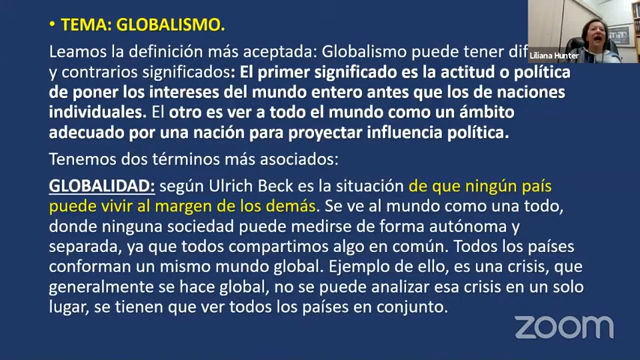 • TEMA: GLOBALISMO.
Leamos la definición más aceptada: Globalismo puede tener
y contrarios significados: El primer significado es la actitud o política
de poner los intereses del mundo entero antes que los de naciones
individuales. El otro es ver a todo el mundo como un ámbito
adecuado por una nación para proyectar influencia política.
Tenemos dos términos más asociados:
GLOBALIDAD: según Ulrich Beck es la situación de que ningún país
puede vivir al margen de los demás. Se ve al mundo como una todo,
donde ninguna sociedad puede medirse de forma autónoma y
separada, ya que todos compartimos algo en común. Todos los países
conforman un mismo mundo global. Ejemplo de ello, es una crisis, que
generalmente se hace global, no se puede analizar esa crisis en un solo
lugar, se tienen que ver todos los países en conjunto.
Liliana Hunter
zoom